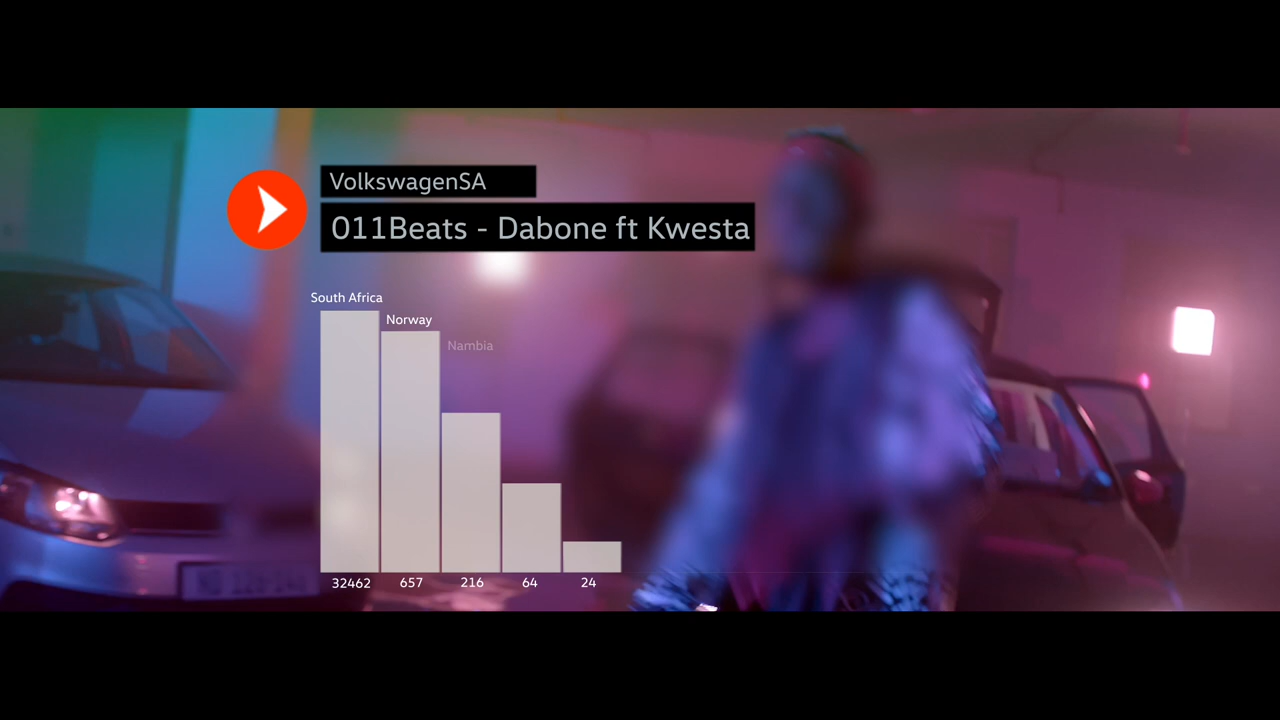 VolkswagenSA
011Beats - Dabone ft Kwesta
South Africa
Norway
Nambia
32462
657
216
64
24